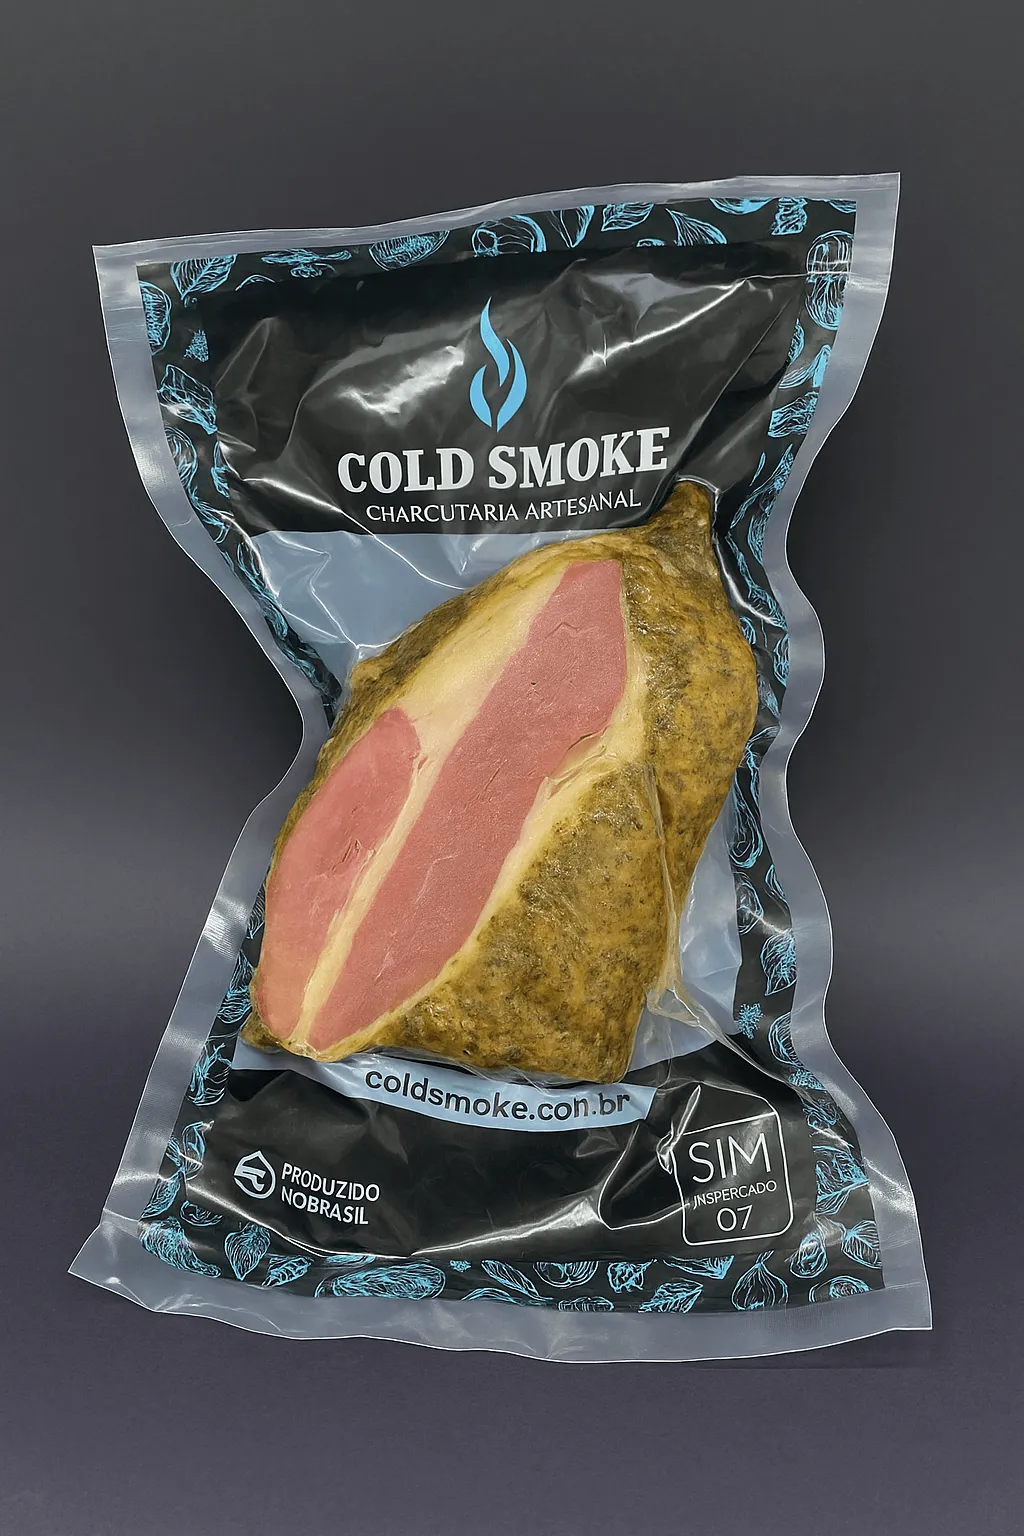 COLD SMOKE
CHARCUTARIA ARTESANAL
coldsmoke.con.br
PRODUZIDO
NOBRASIL
SIM
INSPERCADO
07